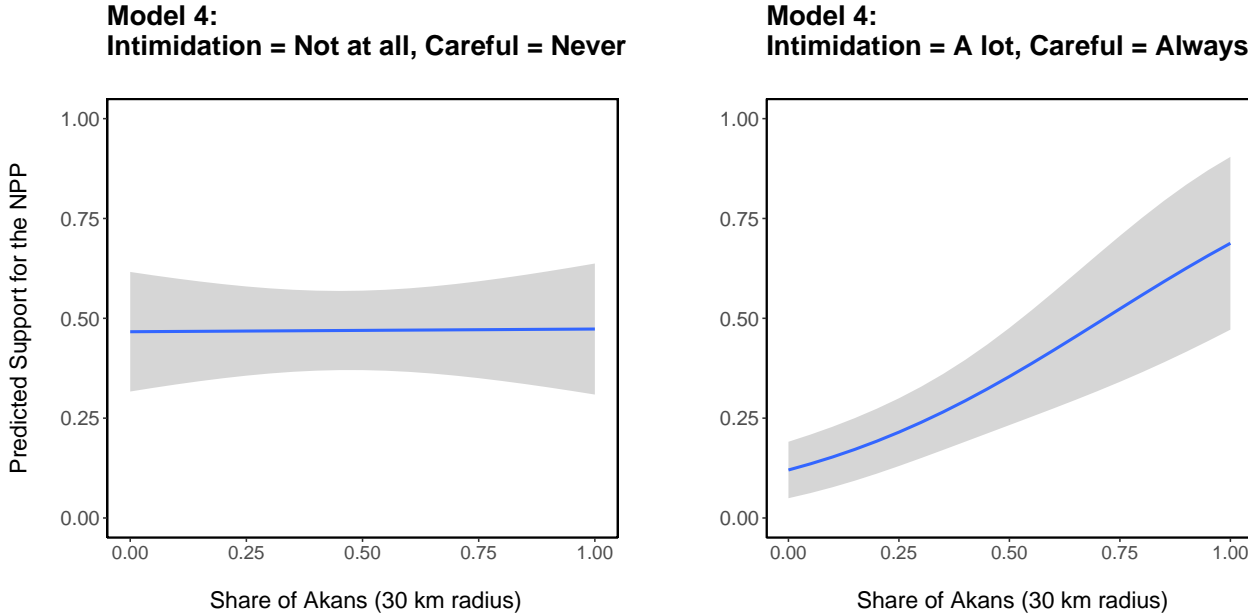 Model 4:
Intimidation = Not at all, Careful = Never
Predicted Support for the NPP
1.00
0.75
0.50
0.25
0.00
0.00 0.25 0.50 0.75 1.00
Share of Akans (30 km radius)
Model 4:
Intimidation = A lot, Careful = Always
1.00
0.75
0.50
0.25
0.00
0.00 0.25 0.50 0.75 1.00
Share of Akans (30 km radius)